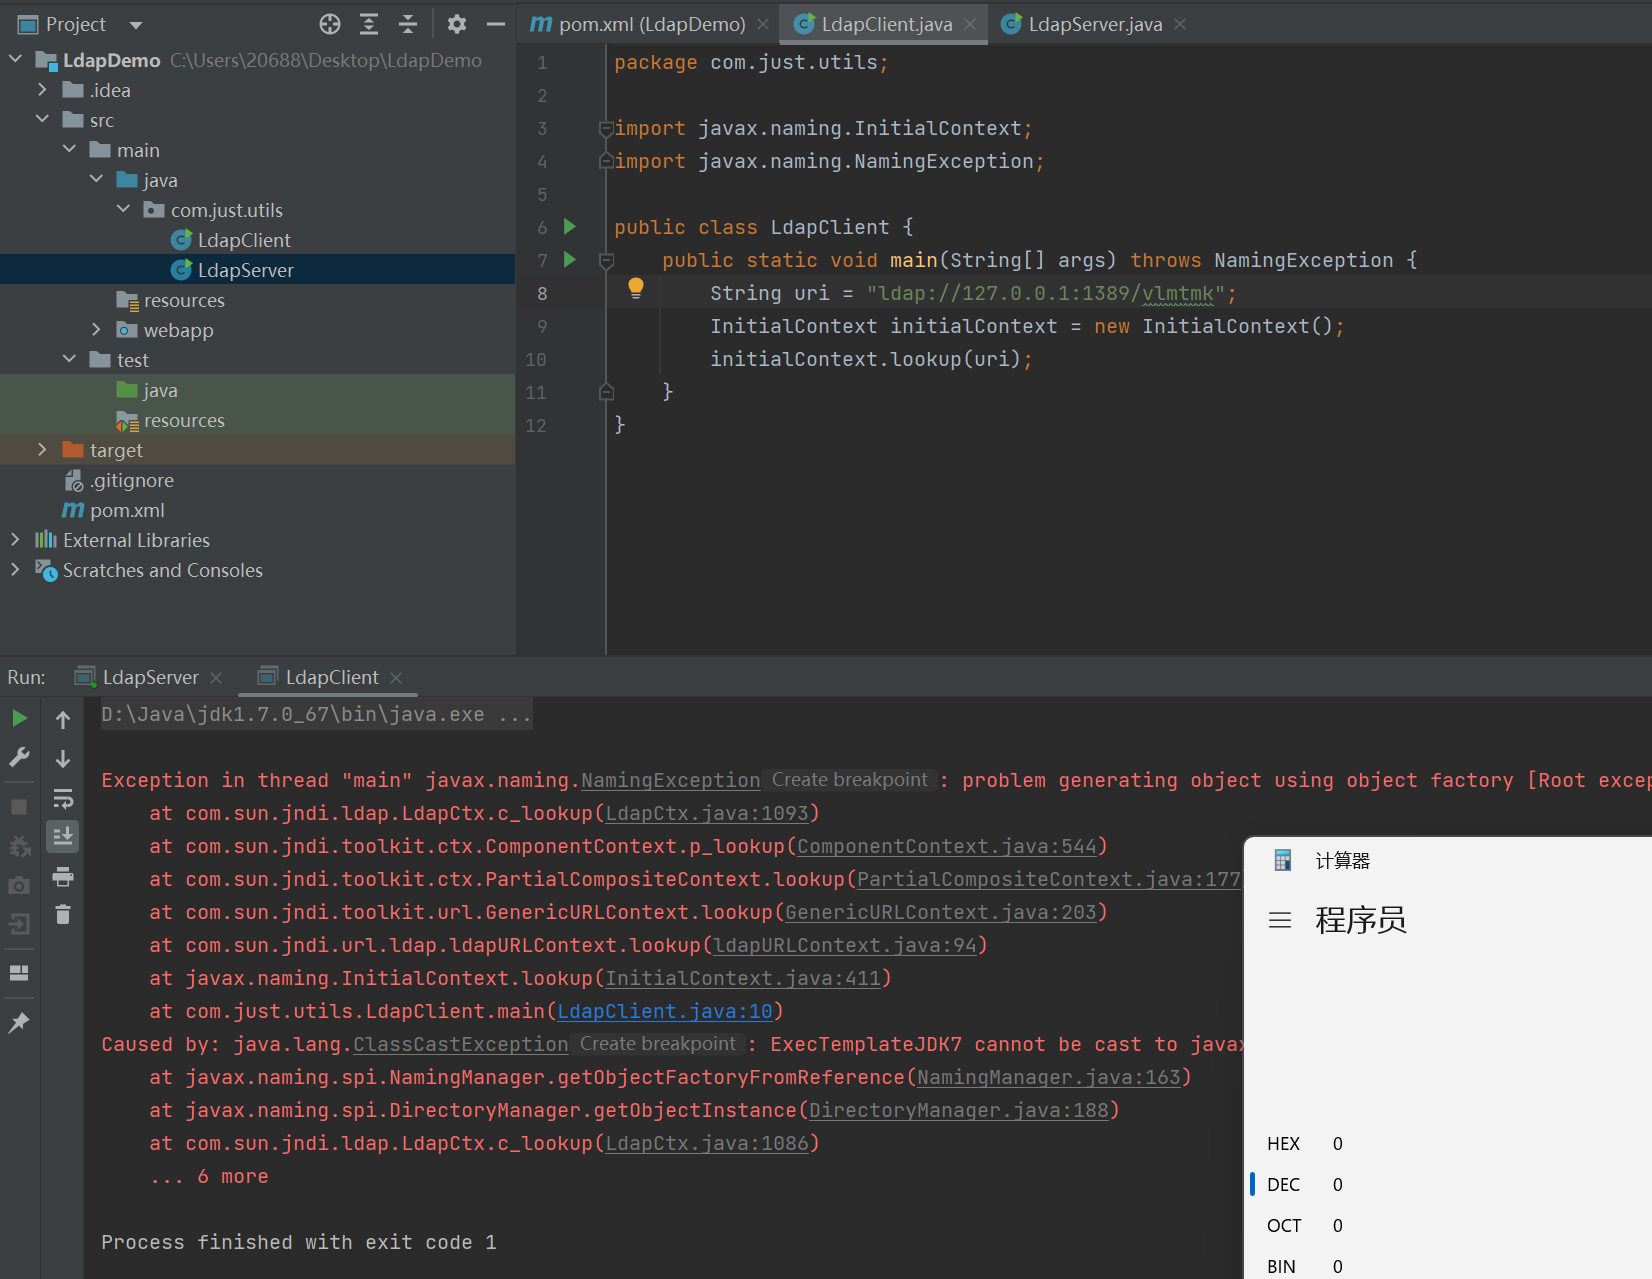 Project
pom.xml (LdapDemo)
LdapClient.java
LdapServer.java
LdapDemo C:\Users\20688\Desktop\LdapDemo
.idea
src
main
java
com.just.utils
LdapClient
LdapServer
resources
webapp
test
java
resources
target
.gitignore
pom.xml
External Libraries
Scratches and Consoles
1 package com.just.utils;
2
3 import javax.naming.InitialContext;
4 import javax.naming.NamingException;
5
6 public class LdapClient {
7 public static void main(String[] args) throws NamingException {
8 String uri = "ldap://127.0.0.1:1389/vlmtmk";
9 InitialContext initialContext = new InitialContext();
10 initialContext.lookup(uri);
11 }
12 }
Run: LdapServer LdapClient
D:\Java\jdk1.7.0_67\bin\java.exe ...
Exception in thread "main" javax.naming.NamingException Create breakpoint : problem generating object using object factory [Root excep
at com.sun.jndi.ldap.LdapCtx.c_lookup(LdapCtx.java:1093)
at com.sun.jndi.toolkit.ctx.ComponentContext.p_lookup(ComponentContext.java:544)
at com.sun.jndi.toolkit.ctx.PartialCompositeContext.lookup(PartialCompositeContext.java:177
at com.sun.jndi.toolkit.url.GenericURLContext.lookup(GenericURLContext.java:203)
at com.sun.jndi.url.ldap.ldapURLContext.lookup(ldapURLContext.java:94)
at javax.naming.InitialContext.lookup(InitialContext.java:411)
at com.just.utils.LdapClient.main(LdapClient.java:10)
Caused by: java.lang.ClassCastException Create breakpoint : ExecTemplateJDK7 cannot be cast to javax
at javax.naming.spi.NamingManager.getObjectFactoryFromReference(NamingManager.java:163)
at javax.naming.spi.DirectoryManager.getObjectInstance(DirectoryManager.java:188)
at com.sun.jndi.ldap.LdapCtx.c_lookup(LdapCtx.java:1086)
... 6 more
Process finished with exit code 1
计算器
程序员
HEX 0
DEC 0
OCT 0
BIN 0